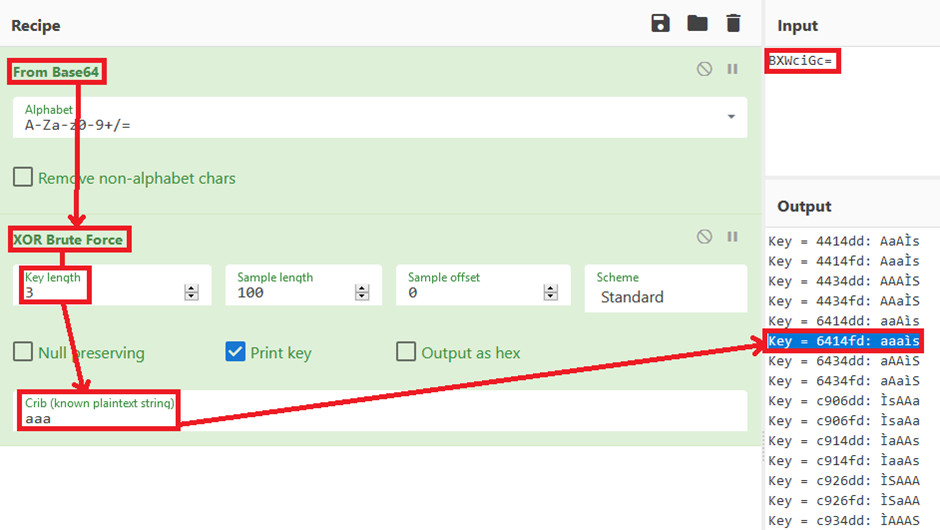 Recipe
From Base64
Alphabet
A-Za-z0-9+/=
Remove non-alphabet chars
XOR Brute Force
Key length
3
Sample length
100
Sample offset
0
Scheme
Standard
Null preserving
Print key
Output as hex
Crib (known plaintext string)
aaa
Input
BXWciGc=
Output
Key = 4414dd: AaAÌs
Key = 4414fd: AaaÌs
Key = 4434dd: AAAÌS
Key = 4434fd: AAaÌS
Key = 6414dd: aaAìs
Key = 6414fd: aaaìs
Key = 6434dd: aAAìS
Key = 6434fd: aAaìS
Key = c906dd: ÌsAAa
Key = c906fd: ÌsaAa
Key = c914dd: ÌaAAs
Key = c914fd: ÌaaAs
Key = c926dd: ÌSAAA
Key = c926fd: ÌSaAA
Key = c934dd: ÌAAAS